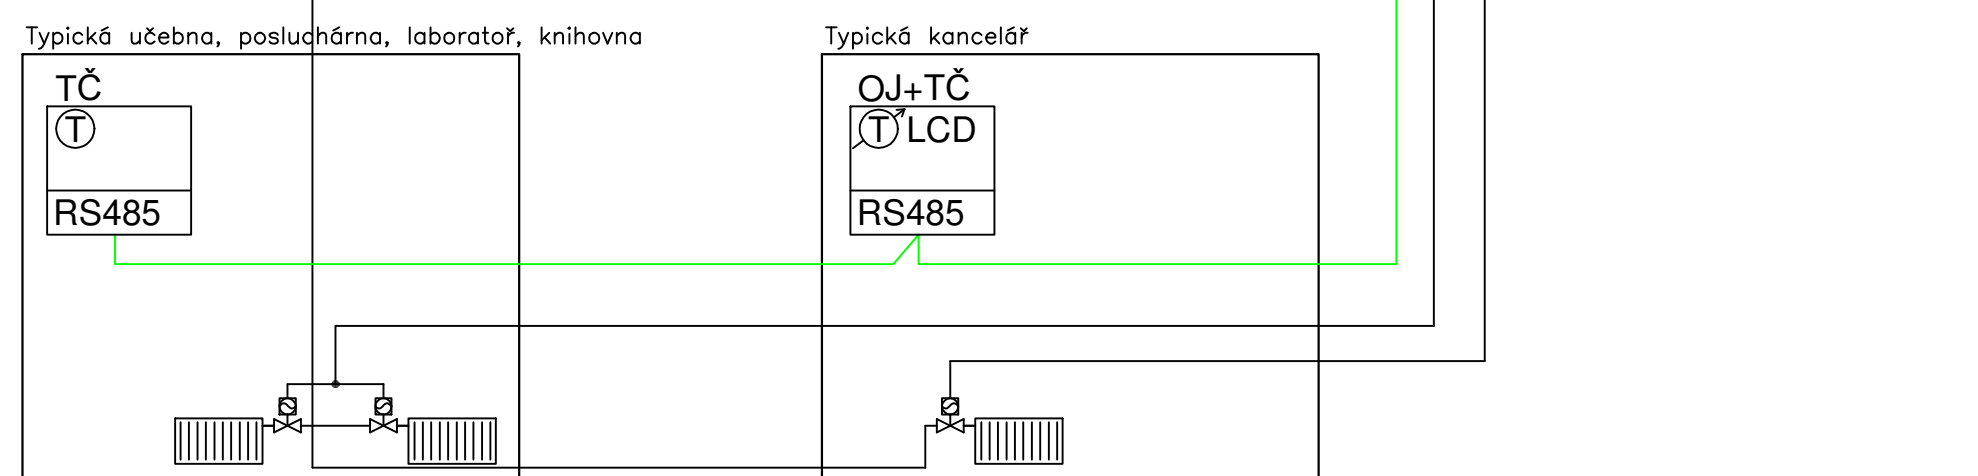 Typická učebna, posluchárna, laboratoř, knihovna
TČ
T
RS485
Typická kancelář
OJ+TČ
T LCD
RS485